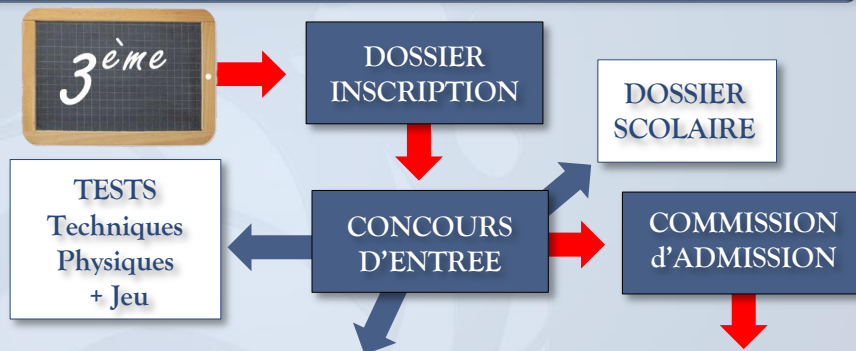 3ème
DOSSIER
INSCRIPTION
DOSSIER
SCOLAIRE
TESTS
Techniques
Physiques
+ Jeu
CONCOURS
D'ENTREE
COMMISSION
d'ADMISSION